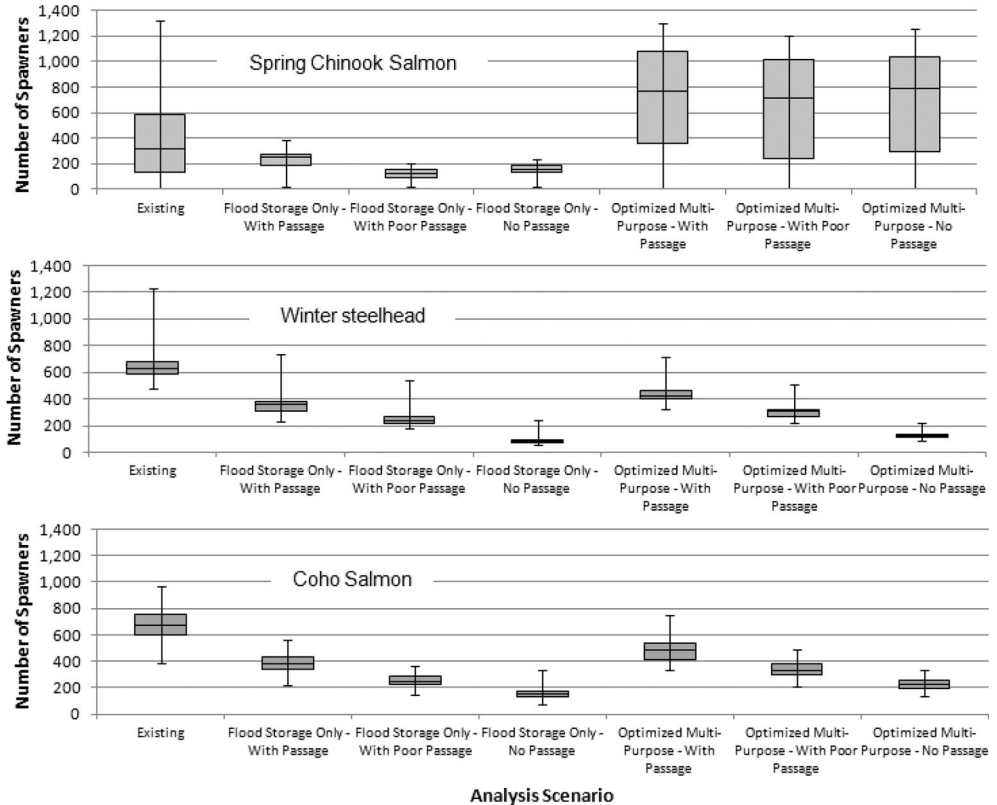 1,400
1,200
1,000
800
600
400
200
0
Number of Spawners
Spring Chinook Salmon
Existing
Flood Storage Only -
With Passage
Flood Storage Only -
With Poor Passage
Flood Storage Only -
No Passage
Optimized Multi-
Purpose - With
Passage
Optimized Multi-
Purpose - With Poor
Passage
Optimized Multi-
Purpose - No
Passage
1,400
1,200
1,000
800
600
400
200
0
Number of Spawners
Winter steelhead
Existing
Flood Storage Only -
With Passage
Flood Storage Only -
With Poor Passage
Flood Storage Only -
No Passage
Optimized Multi-
Purpose - With
Passage
Optimized Multi-
Purpose - With Poor
Passage
Optimized Multi-
Purpose - No Passage
1,400
1,200
1,000
800
600
400
200
0
Number of Spawners
Coho Salmon
Existing
Flood Storage Only -
With Passage
Flood Storage Only -
With Poor Passage
Flood Storage Only -
No Passage
Optimized Multi-
Purpose - With
Passage
Optimized Multi-
Purpose - With Poor
Passage
Optimized Multi-
Purpose - No Passage
Analysis Scenario